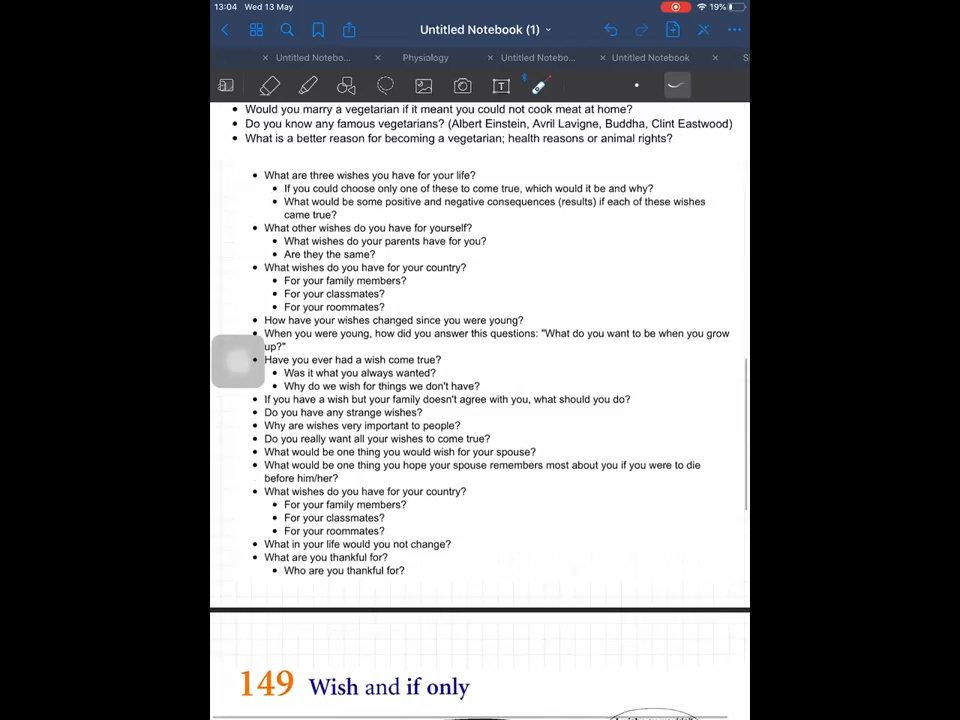 13:04 Wed 13 May 19%
Untitled Notebook (1)
Untitled Notebo... Physiology Untitled Notebo... Untitled Notebook
T
• Would you marry a vegetarian if it meant you could not cook meat at home?
• Do you know any famous vegetarians? (Albert Einstein, Avril Lavigne, Buddha, Clint Eastwood)
• What is a better reason for becoming a vegetarian; health reasons or animal rights?
• What are three wishes you have for your life?
• If you could choose only one of these to come true, which would it be and why?
• What would be some positive and negative consequences (results) if each of these wishes
came true?
• What other wishes do you have for yourself?
• What wishes do your parents have for you?
• Are they the same?
• What wishes do you have for your country?
• For your family members?
• For your classmates?
• For your roommates?
• How have your wishes changed since you were young?
• When you were young, how did you answer this questions: "What do you want to be when you grow
up?"
• Have you ever had a wish come true?
• Was it what you always wanted?
• Why do we wish for things we don't have?
• If you have a wish but your family doesn't agree with you, what should you do?
• Do you have any strange wishes?
• Why are wishes very important to people?
• Do you really want all your wishes to come true?
• What would be one thing you would wish for your spouse?
• What would be one thing you hope your spouse remembers most about you if you were to die
before him/her?
• What wishes do you have for your country?
• For your family members?
• For your classmates?
• For your roommates?
• What in your life would you not change?
• What are you thankful for?
• Who are you thankful for?
149 Wish and if only